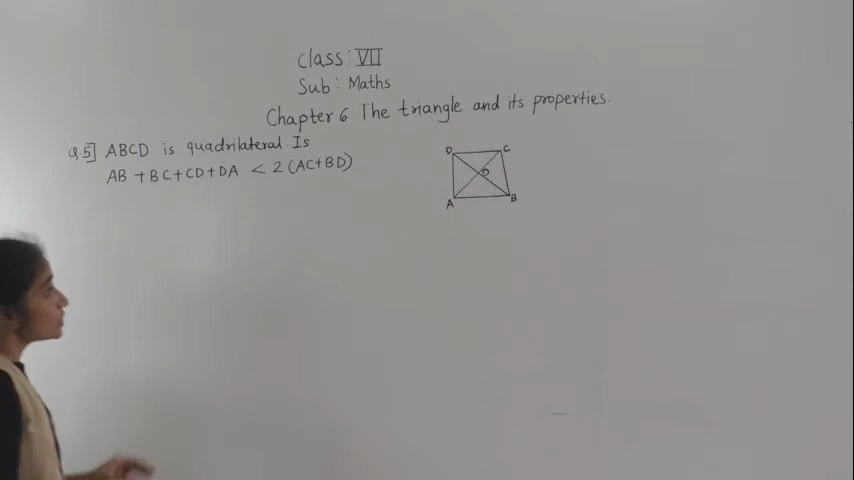 Class: VII
Sub: Maths
Chapter 6 The triangle and its properties.
Q.5] ABCD is quadrilateral. Is
AB + BC + CD + DA < 2 (AC+BD)
D C
O
A B